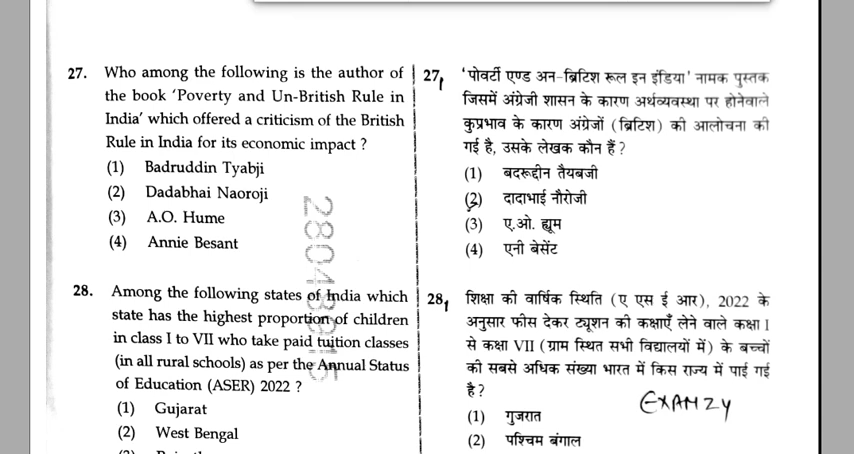 27. Who among the following is the author of
the book ‘Poverty and Un-British Rule in
India’ which offered a criticism of the British
Rule in India for its economic impact ?
(1) Badruddin Tyabji
(2) Dadabhai Naoroji
(3) A.O. Hume
(4) Annie Besant
28. Among the following states of India which
state has the highest proportion of children
in class I to VII who take paid tuition classes
(in all rural schools) as per the Annual Status
of Education (ASER) 2022 ?
(1) Gujarat
(2) West Bengal
27. ‘पोवर्टी एण्ड अन-ब्रिटिश रूल इन इंडिया’ नामक पुस्तक
जिसमें अंग्रेजी शासन के कारण अर्थव्यवस्था पर होनेवाले
कुप्रभाव के कारण अंग्रेजों (ब्रिटिश) की आलोचना की
गई है, उसके लेखक कौन हैं ?
(1) बदरूद्दीन तैयबजी
(2) दादाभाई नौरोजी
(3) ए.ओ. ह्यूम
(4) एनी बेसेंट
28. शिक्षा की वार्षिक स्थिति (ए एस ई आर), 2022 के
अनुसार फीस देकर ट्यूशन की कक्षाएँ लेने वाले कक्षा I
से कक्षा VII (ग्राम स्थित सभी विद्यालयों में) के बच्चों
की सबसे अधिक संख्या भारत में किस राज्य में पाई गई
है ?
(1) गुजरात
(2) पश्चिम बंगाल
EXAMZY